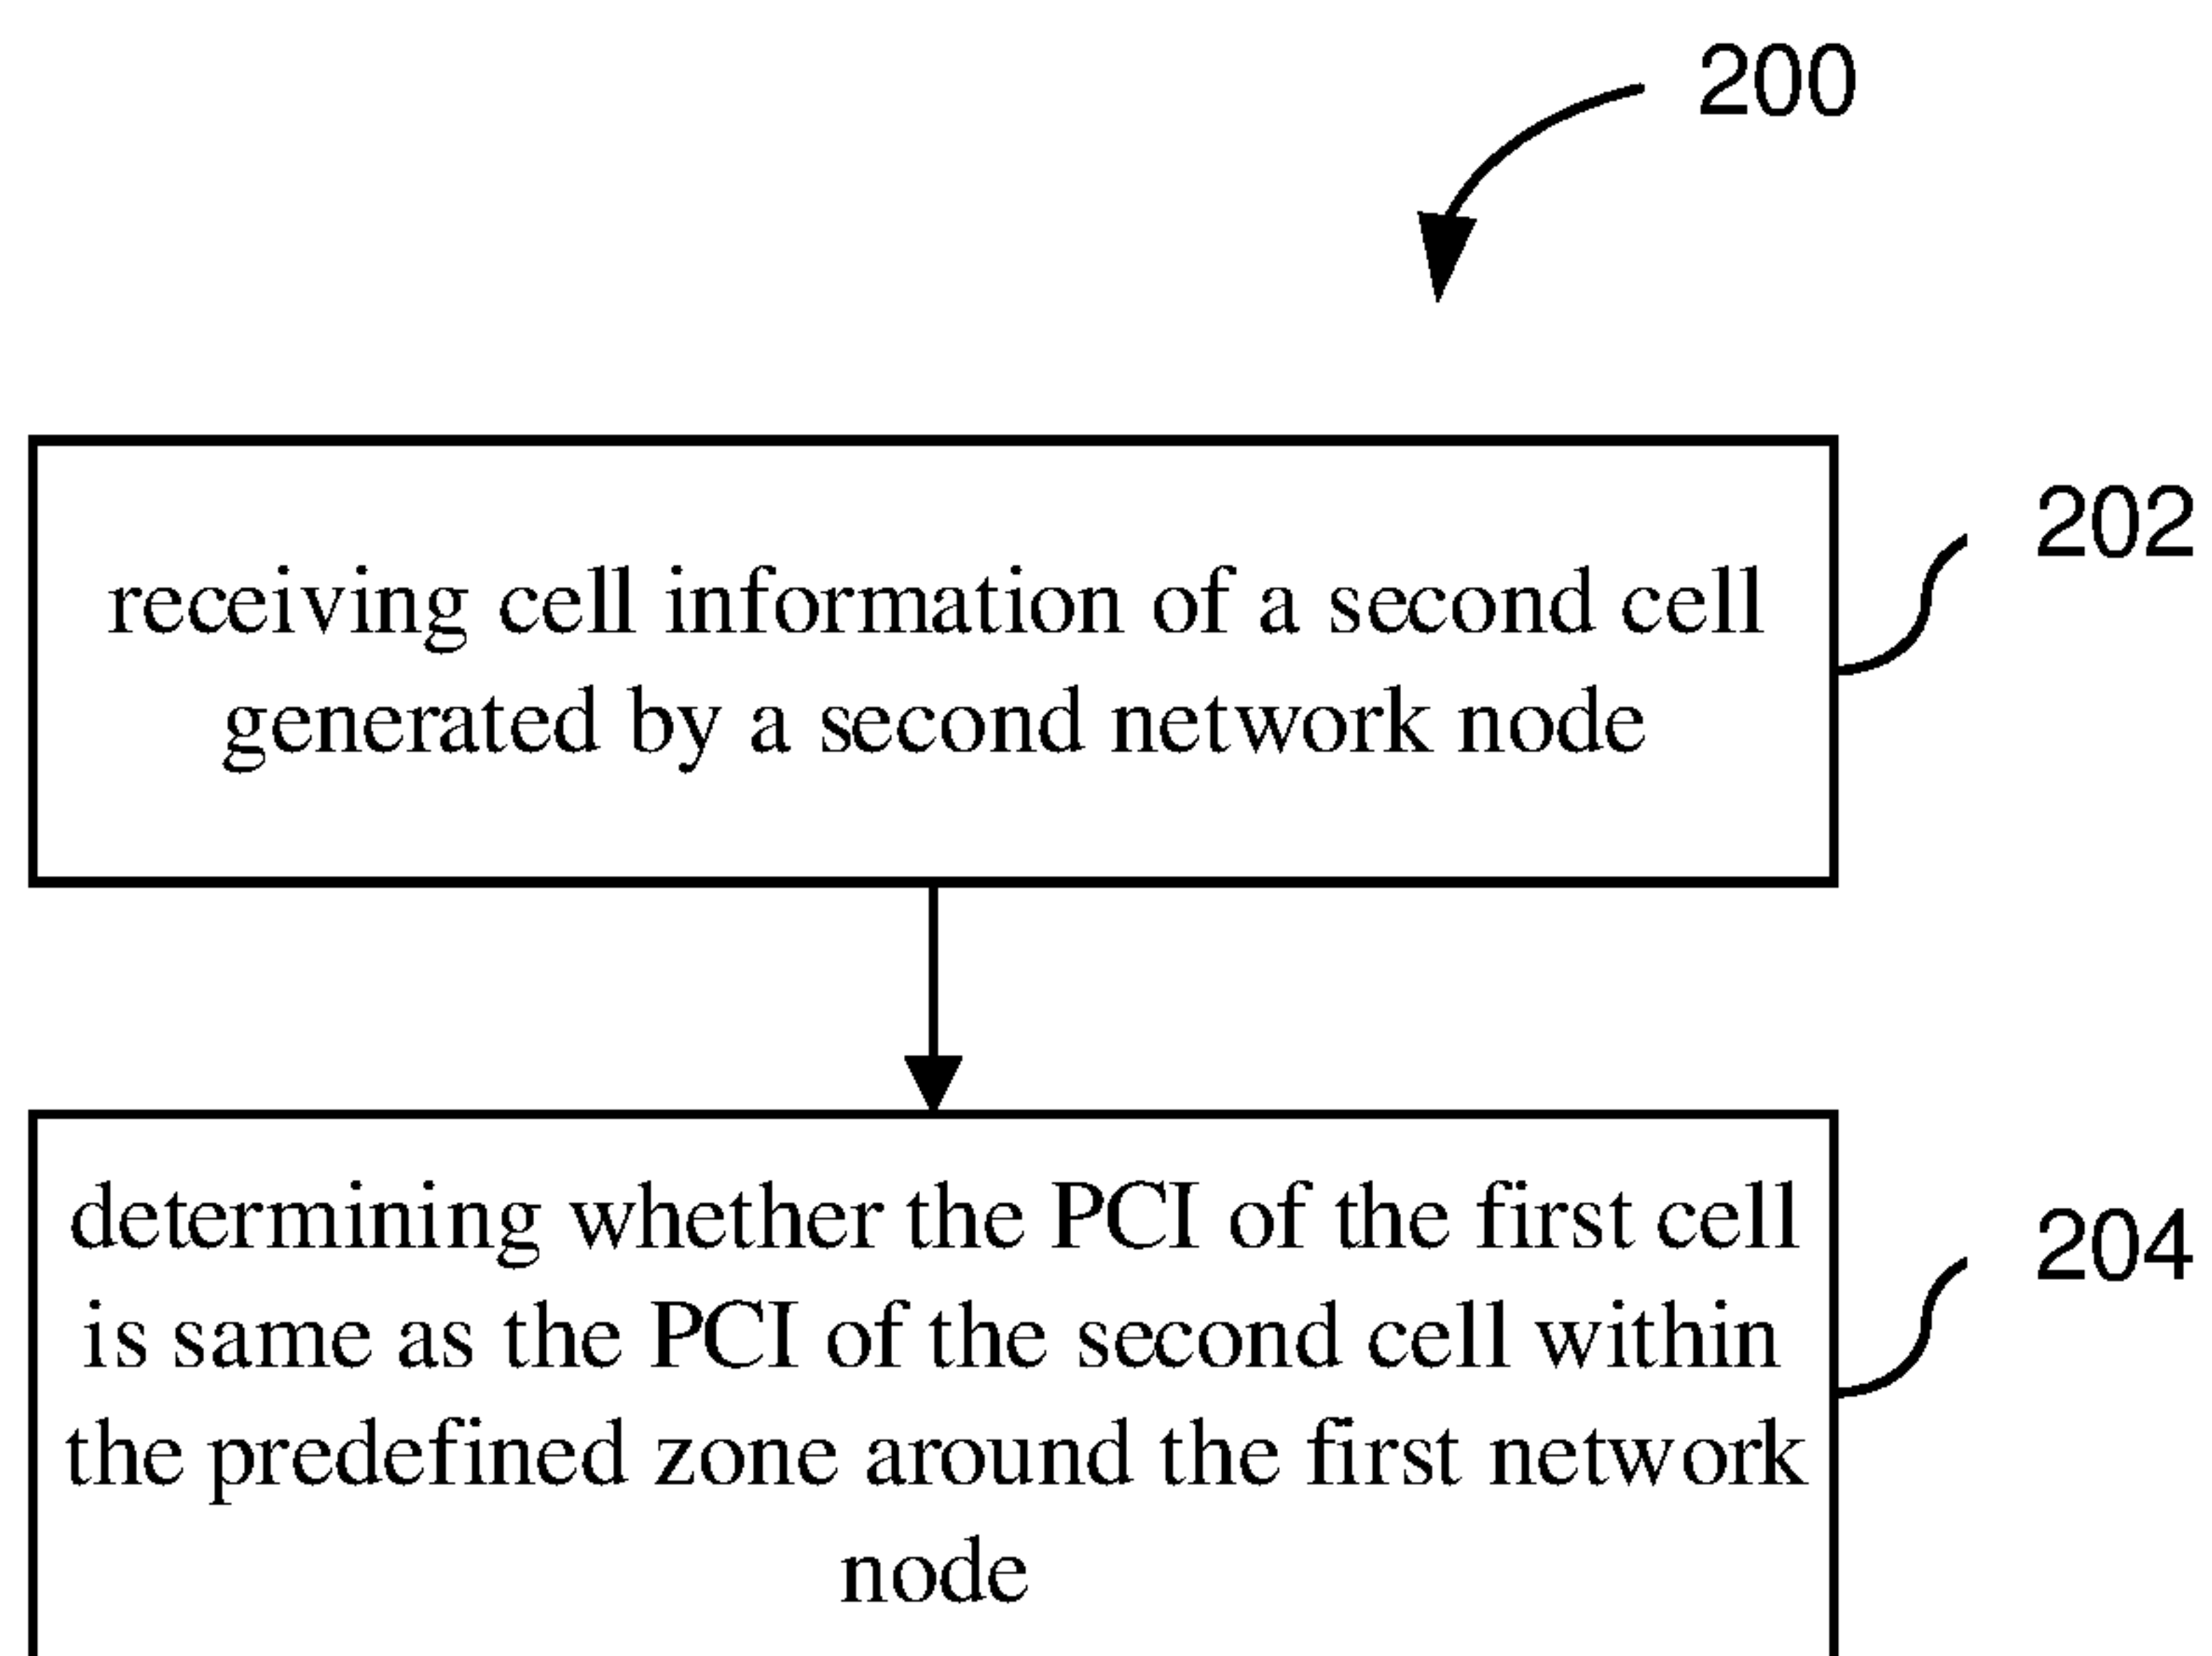 200
receiving cell information of a second cell
generated by a second network node
202
determining whether the PCI of the first cell
is same as the PCI of the second cell within
the predefined zone around the first network
node
204